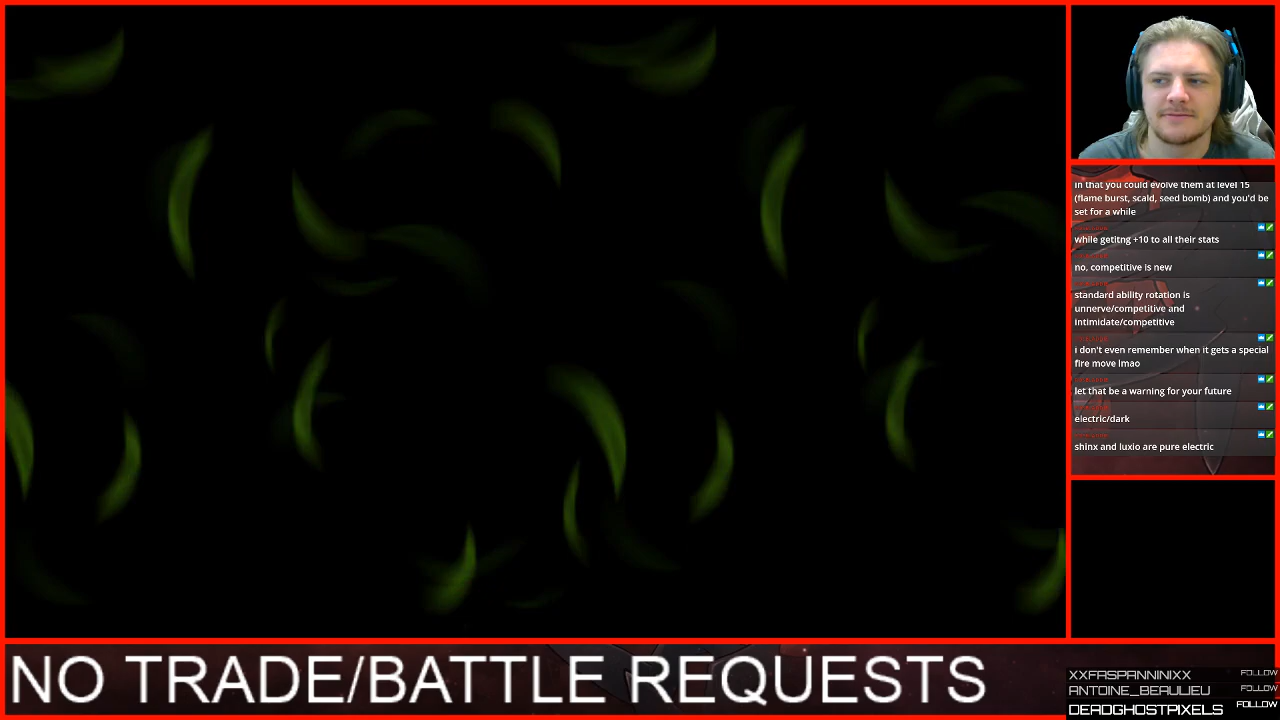 in that you could evolve them at level 15
(flame burst, scald, seed bomb) and you'd be
set for a while
while getitng +10 to all their stats
no, competitive is new
standard ability rotation is
unnerve/competitive and
intimidate/competitive
i don't even remember when it gets a special
fire move lmao
let that be a warning for your future
electric/dark
shinx and luxio are pure electric
NO TRADE/BATTLE REQUESTS
XXFASPANNINIXX FOLLOW
ANTOINE_BEAULIEU FOLLOW
DEADGHOSTPIXELS FOLLOW